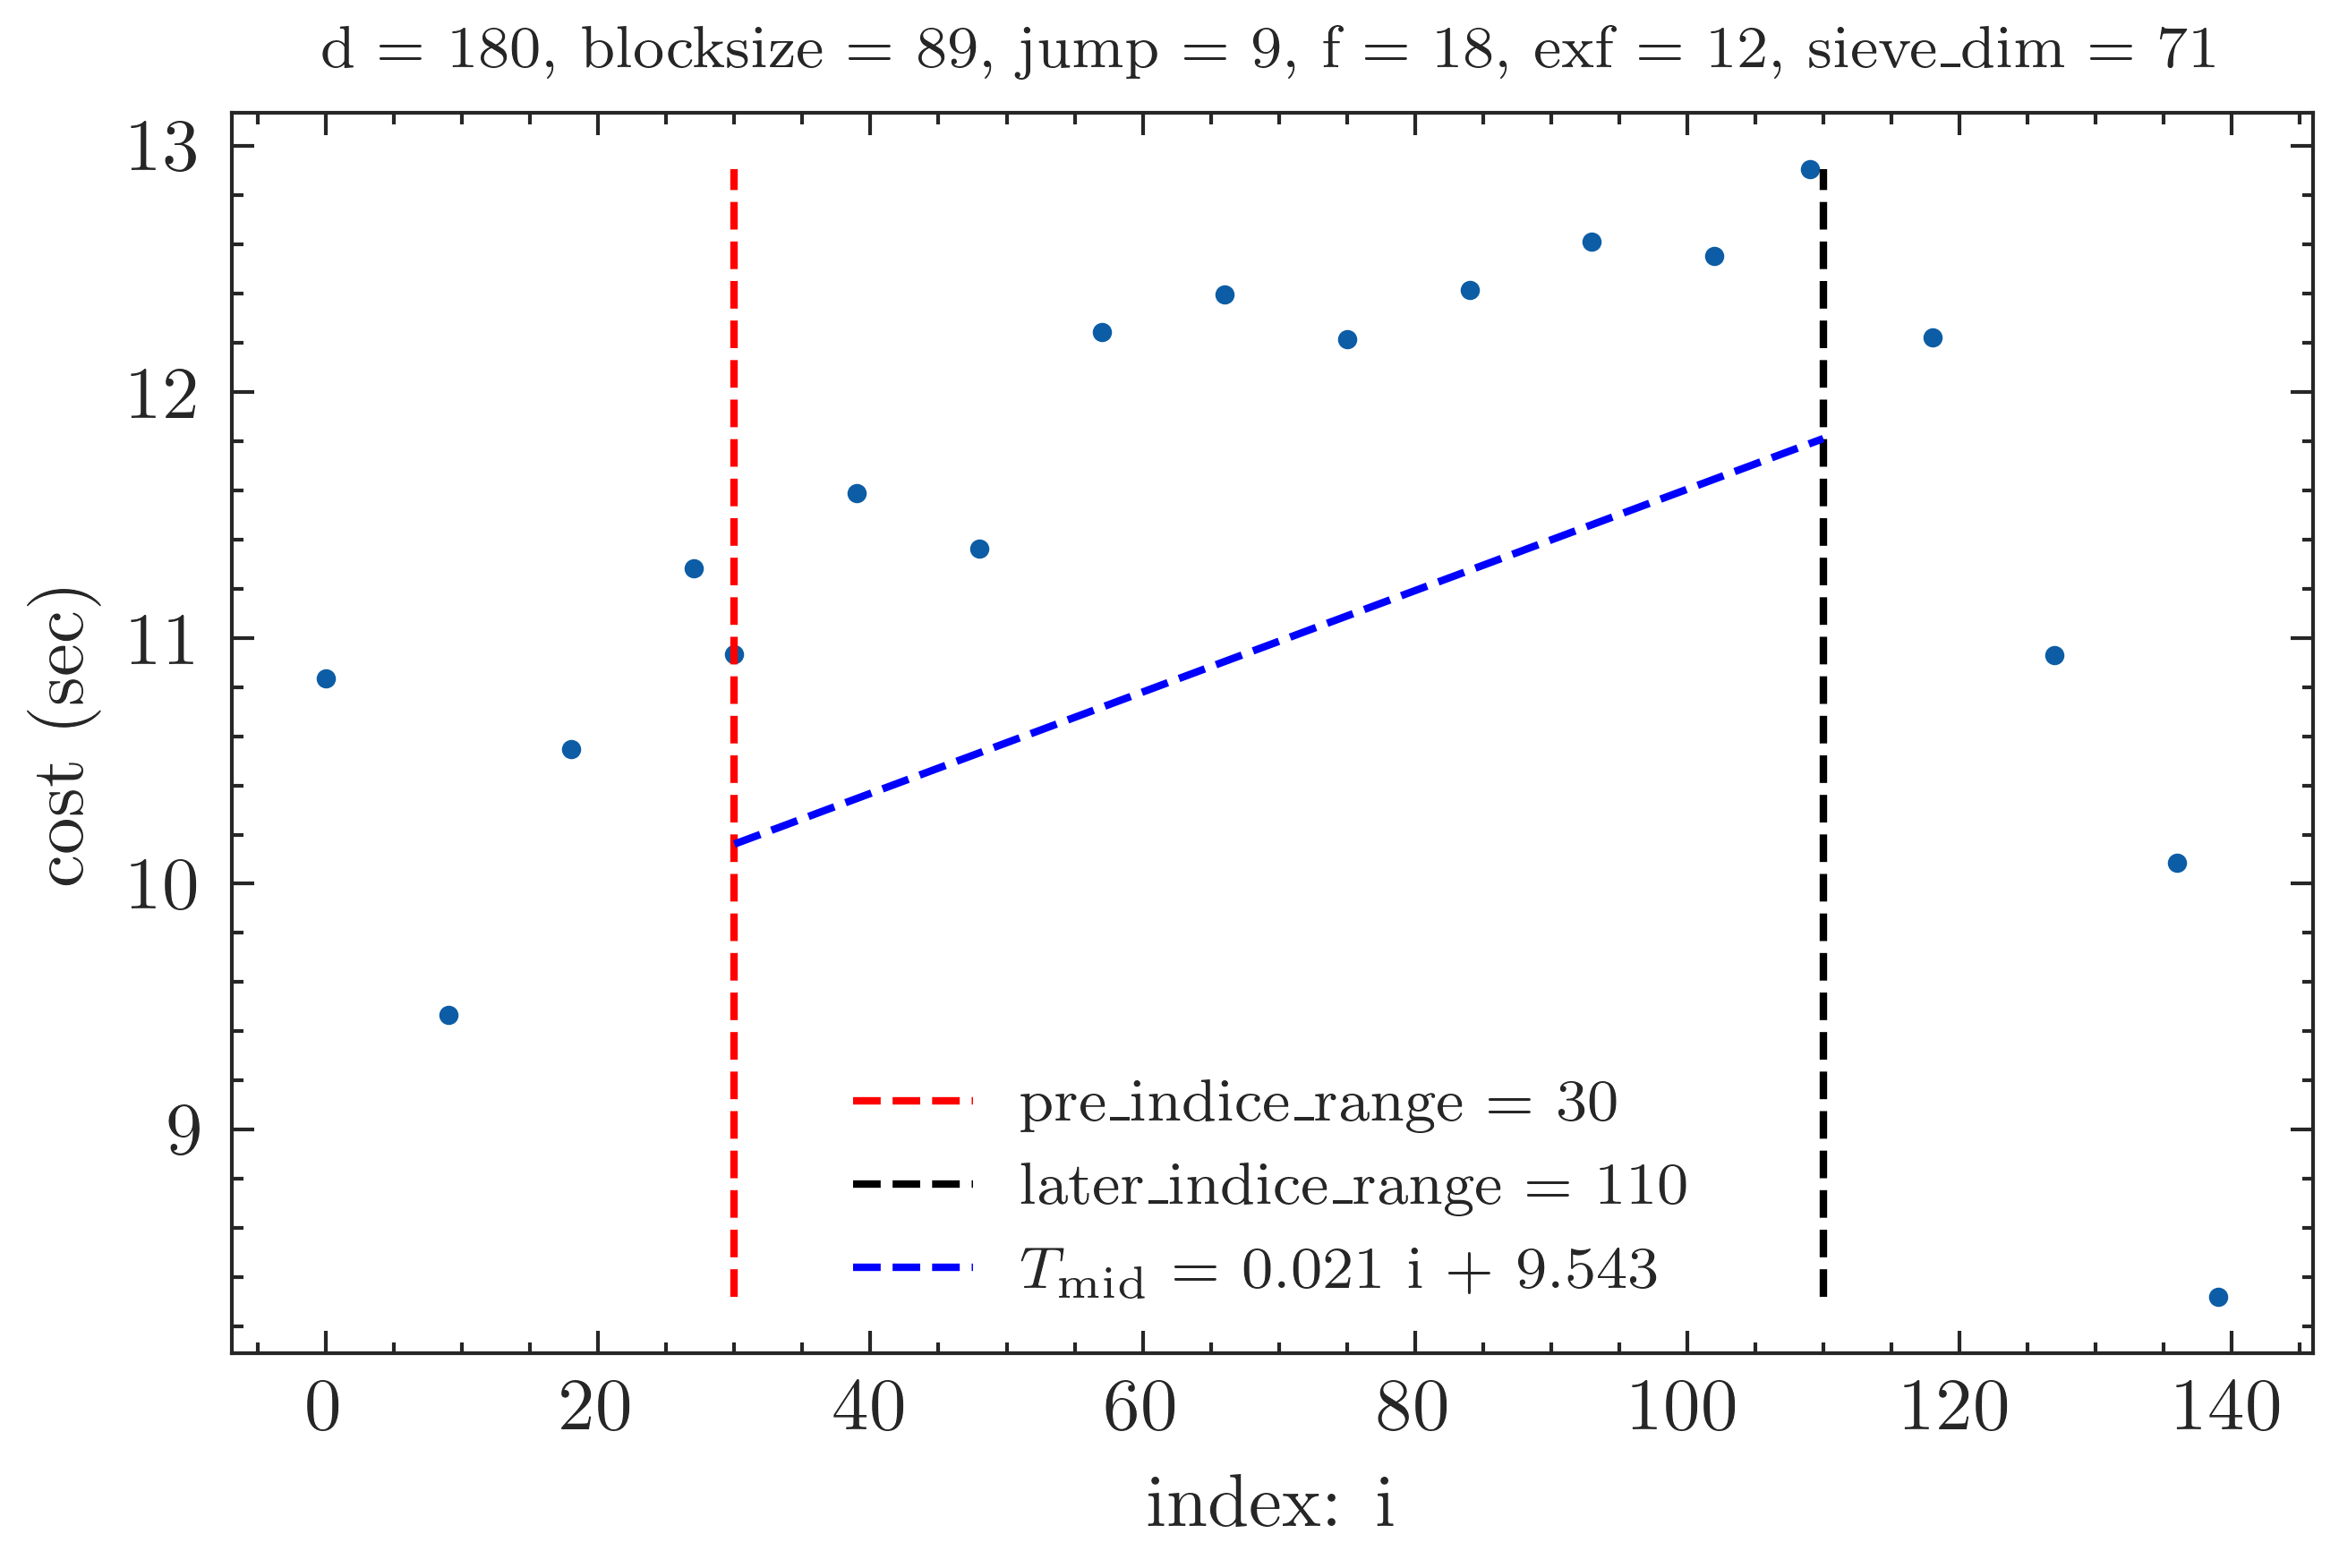 d = 180, blocksize = 89, jump = 9, f = 18, exf = 12, sieve_dim = 71
13
12
11
10
9
cost (sec)
pre_indice_range = 30
later_indice_range = 110
T_mid = 0.021 i + 9.543
0 20 40 60 80 100 120 140
index: i